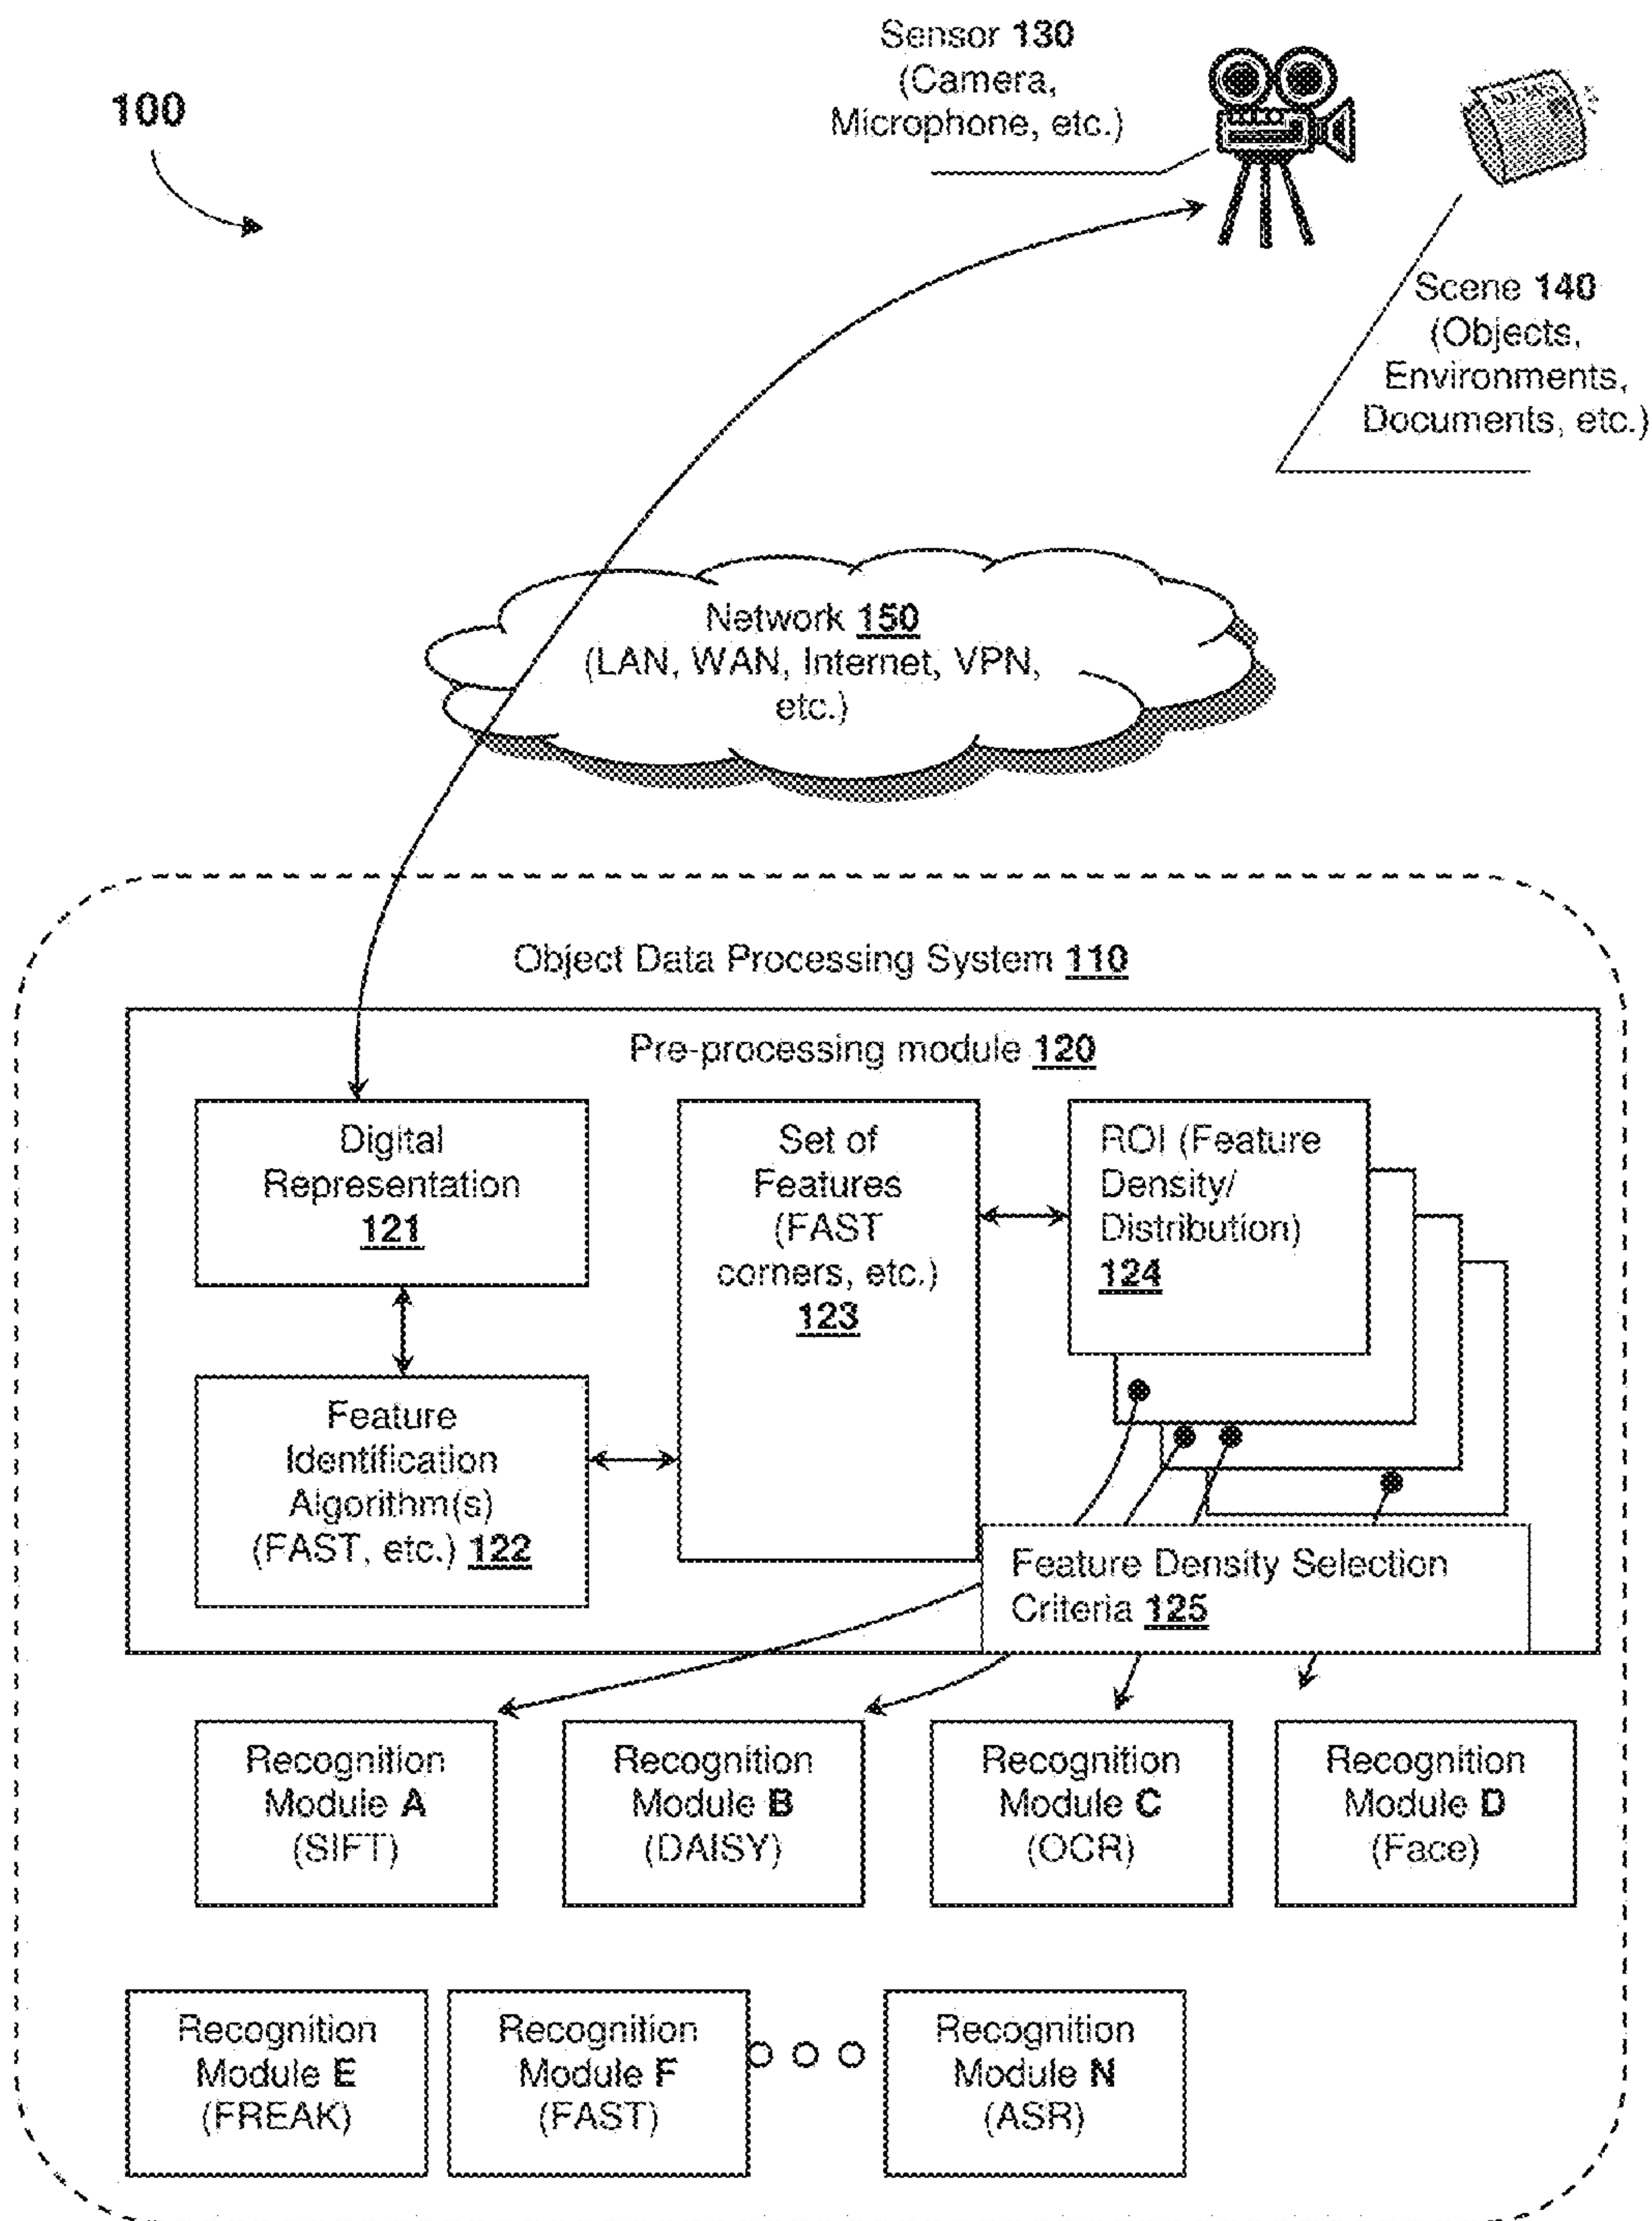 Sensor 130
(Camera,
Microphone, etc.)
100
Scene 140
(Objects,
Environments,
Documents, etc.)
Network 150
(LAN, WAN, Internet, VPN,
etc.)
Object Data Processing System 110
Pre-processing module 120
Digital
Representation
121
Set of
Features
(FAST
corners, etc.)
123
ROI (Feature
Density/
Distribution)
124
Feature
Identification
Algorithm(s)
(FAST, etc.) 122
Feature Density Selection
Criteria 125
Recognition
Module A
(SIFT)
Recognition
Module B
(DAISY)
Recognition
Module C
(OCR)
Recognition
Module D
(Face)
Recognition
Module E
(FREAK)
Recognition
Module F
(FAST)
Recognition
Module N
(ASR)